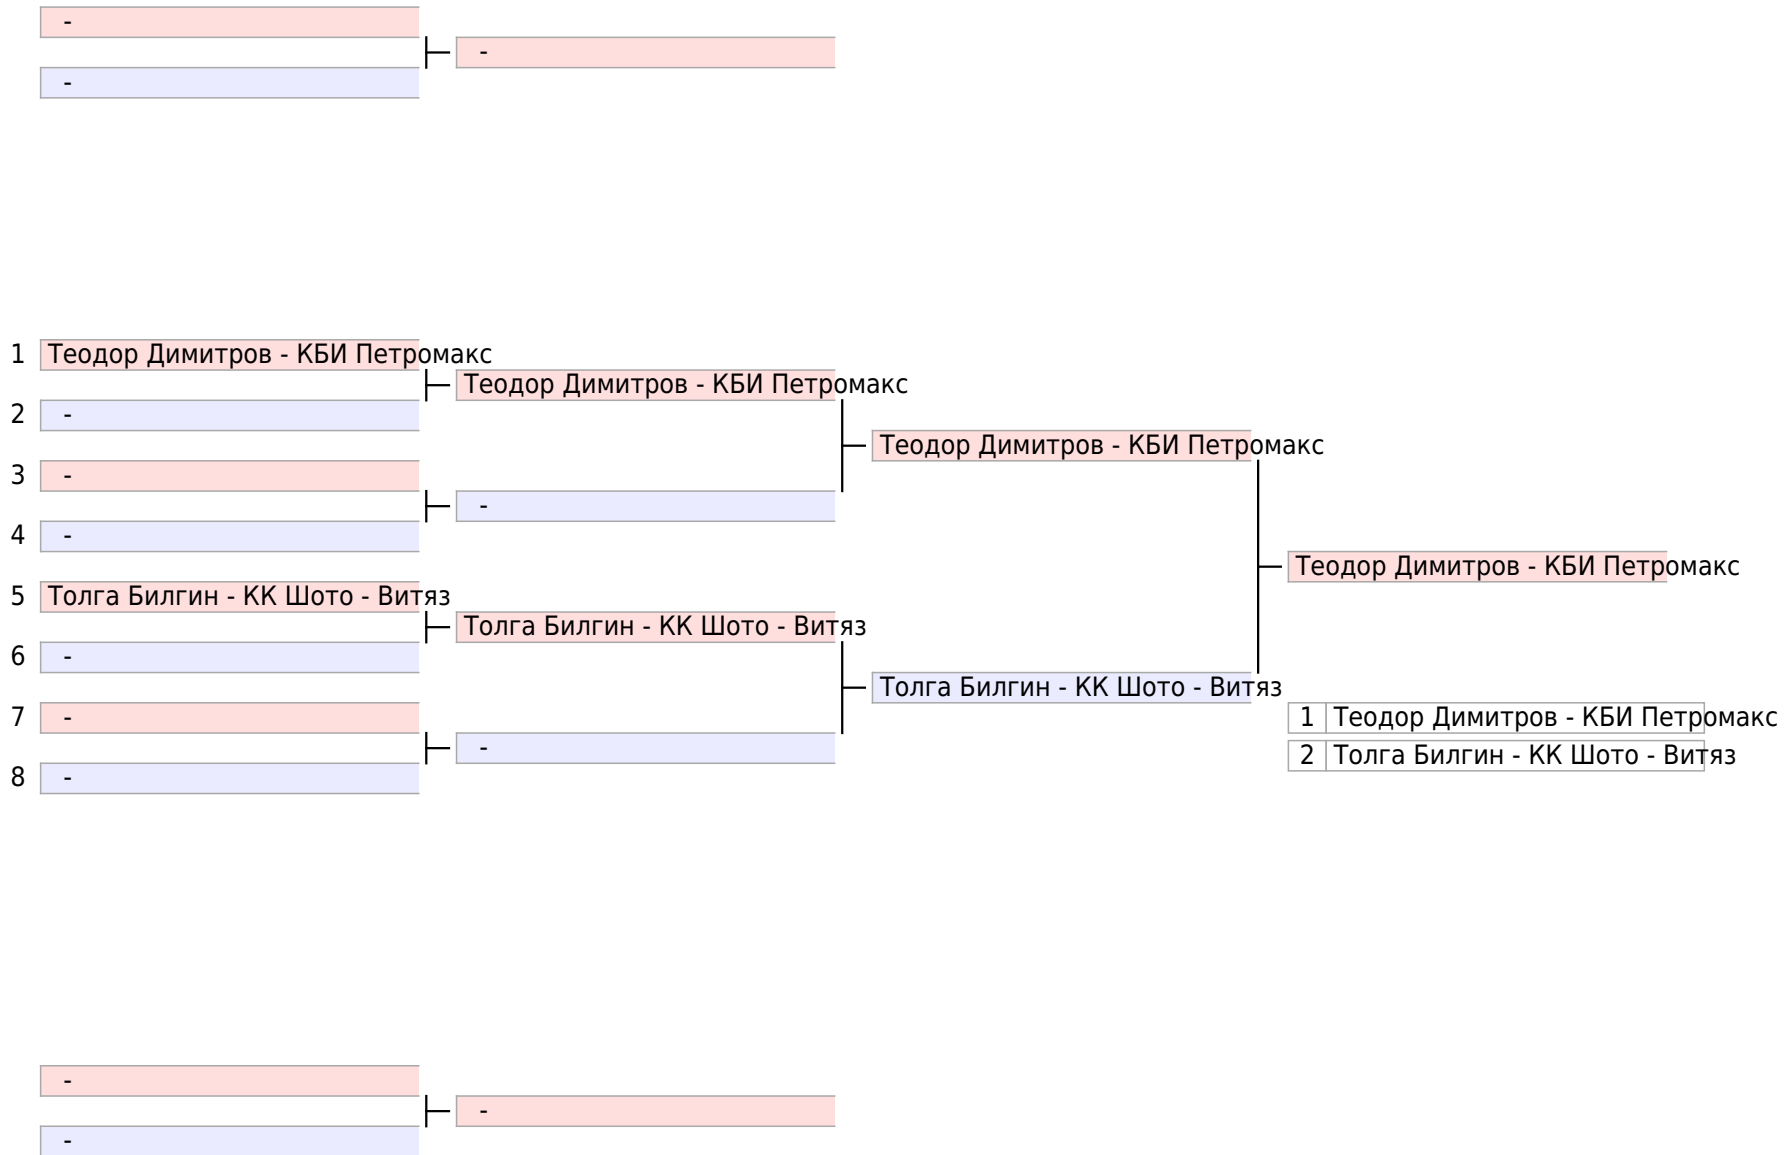 -
-
-
1 Теодор Димитров - КБИ Петромакс
Теодор Димитров - КБИ Петромакс
2 -
Теодор Димитров - КБИ Петромакс
3 -
-
4 -
Теодор Димитров - КБИ Петромакс
5 Толга Билгин - КК Шото - Витяз
Толга Билгин - КК Шото - Витяз
6 -
Толга Билгин - КК Шото - Витяз
7 -
1 Теодор Димитров - КБИ Петромакс
-
2 Толга Билгин - КК Шото - Витяз
8 -
-
-
-